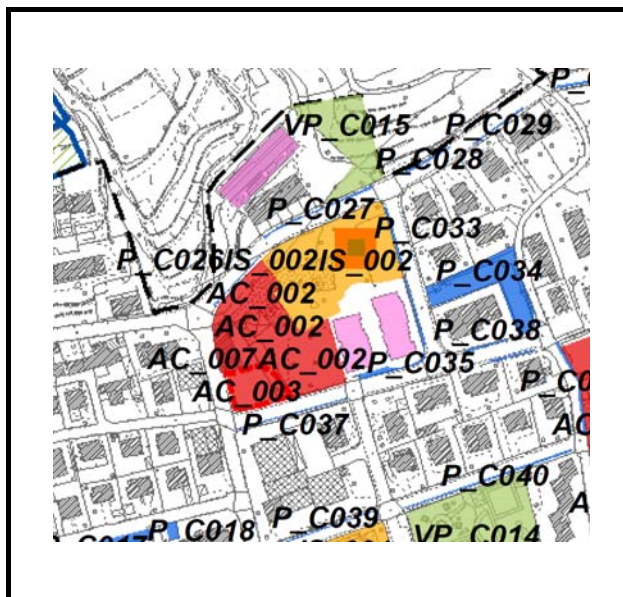 VP_C015 P_C029
P_C028
P_C027
P_C033
P_C026 IS_002 IS_002
P_C034
AC_002
AC_002
P_C038
AC_007 AC_002 P_C035
AC_003
P_C037
P_C040
P_C018 P_C039
VP_C014